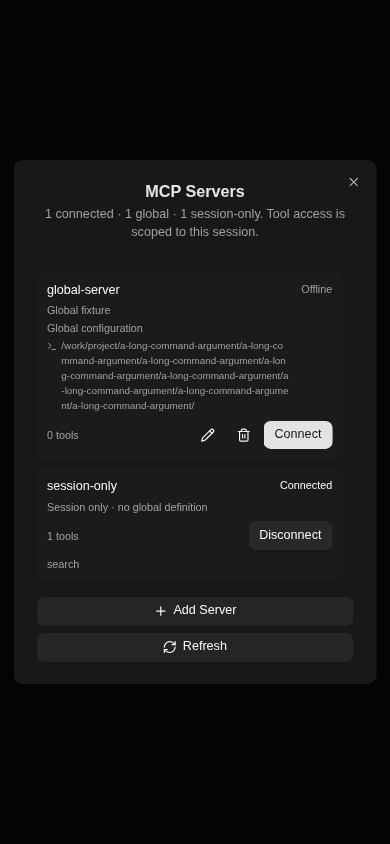 MCP Servers
1 connected · 1 global · 1 session-only. Tool access is
scoped to this session.
global-server
Offline
Global fixture
Global configuration
/work/project/a-long-command-argument/a-long-co
mmand-argument/a-long-command-argument/a-lon
g-command-argument/a-long-command-argument/a
-long-command-argument/a-long-command-argume
nt/a-long-command-argument/
0 tools
Connect
session-only
Connected
Session only · no global definition
1 tools
Disconnect
search
Add Server
Refresh